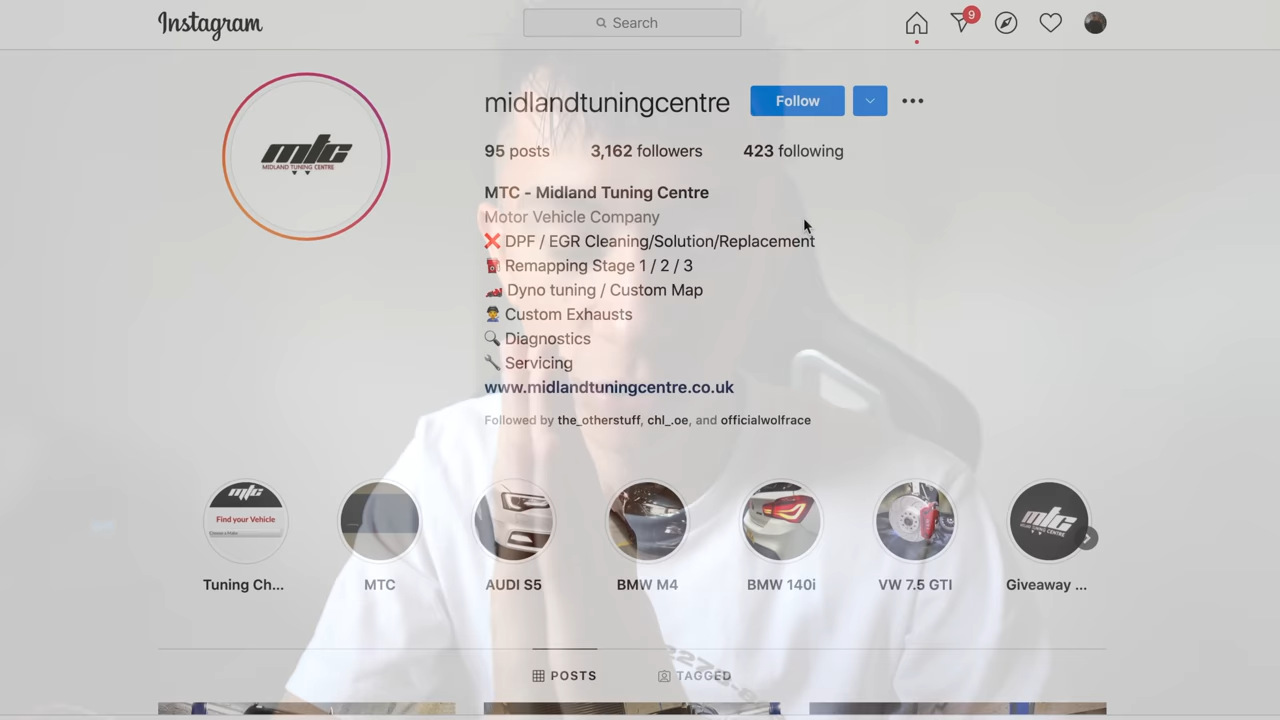 Instagram
Search
9
midlandtuningcentre
Follow
95 posts 3,162 followers 423 following
mtc
MIDLAND TUNING CENTRE
MTC - Midland Tuning Centre
Motor Vehicle Company
❌ DPF / EGR Cleaning/Solution/Replacement
Remapping Stage 1 / 2 / 3
Dyno tuning / Custom Map
Custom Exhausts
Diagnostics
Servicing
www.midlandtuningcentre.co.uk
Followed by the_otherstuff, chl_.oe, and officialwolfrace
mtc
Find your Vehicle
mtc
Tuning Ch... MTC AUDI S5 BMW M4 BMW 140i VW 7.5 GTI Giveaway ...
POSTS TAGGED